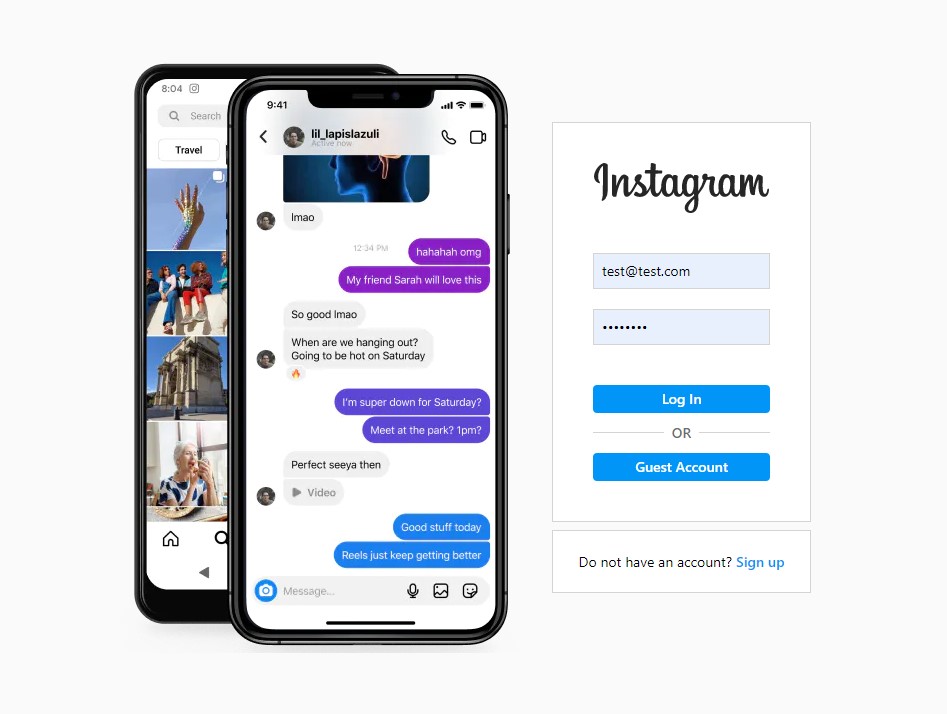 8:04
Search
Travel
9:41
lil_lapislazuli
Active now
lmao
12:34 PM
hahahah omg
My friend Sarah will love this
So good lmao
When are we hanging out?
Going to be hot on Saturday
I'm super down for Saturday?
Meet at the park? 1pm?
Perfect seeya then
Video
Good stuff today
Reels just keep getting better
Message...
Instagram
test@test.com
••••••••
Log In
OR
Guest Account
Do not have an account? Sign up